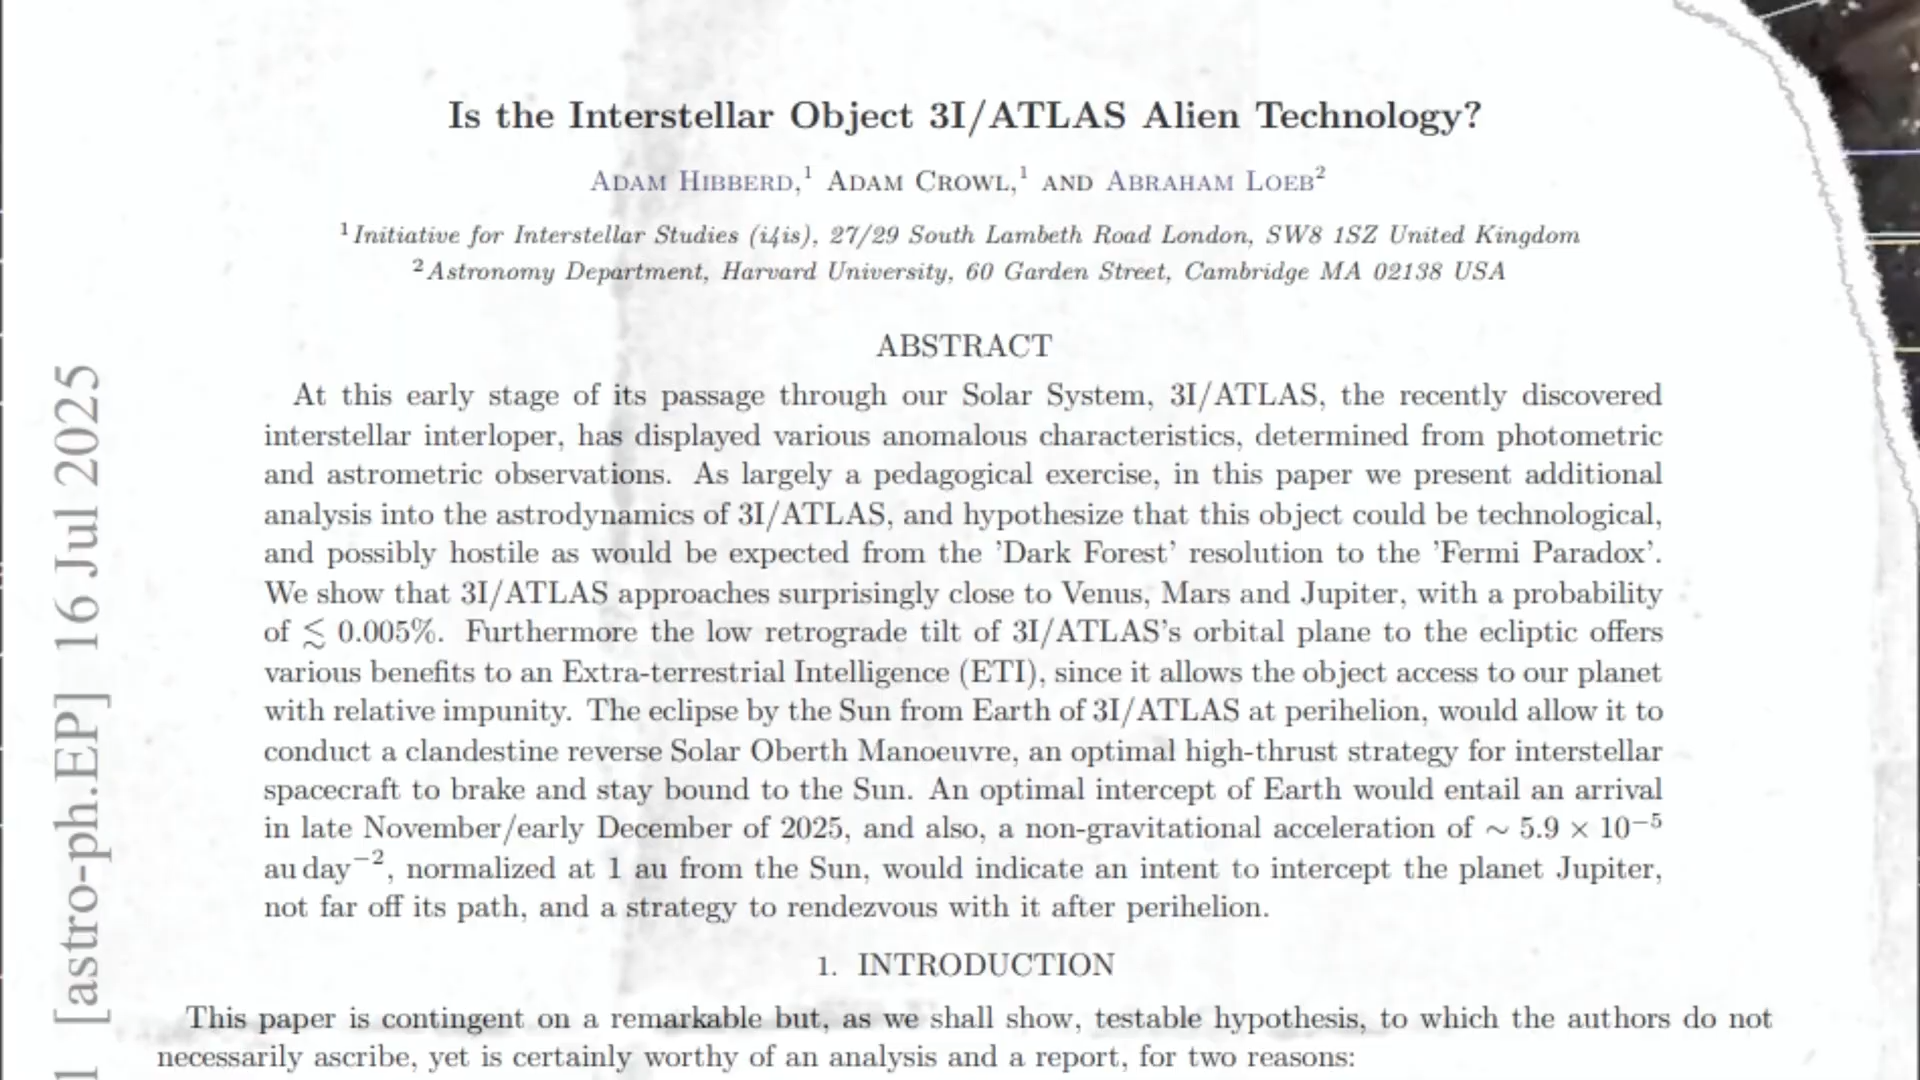 Is the Interstellar Object 3I/ATLAS Alien Technology?
ADAM HIBBERD,¹ ADAM CROWL,¹ AND ABRAHAM LOEB²
¹Initiative for Interstellar Studies (i4is), 27/29 South Lambeth Road London, SW8 1SZ United Kingdom
²Astronomy Department, Harvard University, 60 Garden Street, Cambridge MA 02138 USA
ABSTRACT
At this early stage of its passage through our Solar System, 3I/ATLAS, the recently discovered
interstellar interloper, has displayed various anomalous characteristics, determined from photometric
and astrometric observations. As largely a pedagogical exercise, in this paper we present additional
analysis into the astrodynamics of 3I/ATLAS, and hypothesize that this object could be technological,
and possibly hostile as would be expected from the 'Dark Forest' resolution to the 'Fermi Paradox'.
We show that 3I/ATLAS approaches surprisingly close to Venus, Mars and Jupiter, with a probability
of ≲ 0.005%. Furthermore the low retrograde tilt of 3I/ATLAS's orbital plane to the ecliptic offers
various benefits to an Extra-terrestrial Intelligence (ETI), since it allows the object access to our planet
with relative impunity. The eclipse by the Sun from Earth of 3I/ATLAS at perihelion, would allow it to
conduct a clandestine reverse Solar Oberth Manoeuvre, an optimal high-thrust strategy for interstellar
spacecraft to brake and stay bound to the Sun. An optimal intercept of Earth would entail an arrival
in late November/early December of 2025, and also, a non-gravitational acceleration of ~ 5.9 × 10⁻⁵
au day⁻², normalized at 1 au from the Sun, would indicate an intent to intercept the planet Jupiter,
not far off its path, and a strategy to rendezvous with it after perihelion.
1. INTRODUCTION
This paper is contingent on a remarkable but, as we shall show, testable hypothesis, to which the authors do not
necessarily ascribe, yet is certainly worthy of an analysis and a report, for two reasons:
1 [astro-ph.EP] 16 Jul 2025